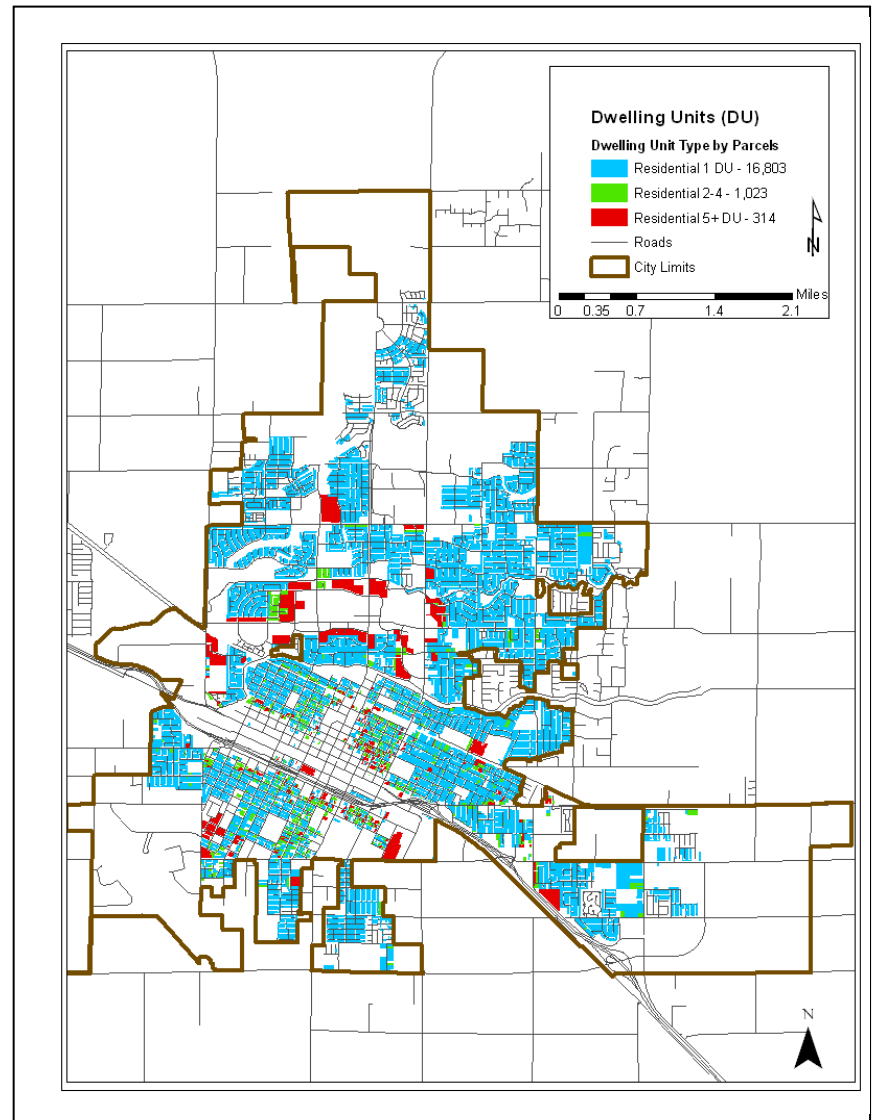 Dwelling Units (DU)
Dwelling Unit Type by Parcels
Residential 1 DU - 16,803
Residential 2-4 - 1,023
Residential 5+ DU - 314
Roads
City Limits
N
Miles
0 0.35 0.7 1.4 2.1
N